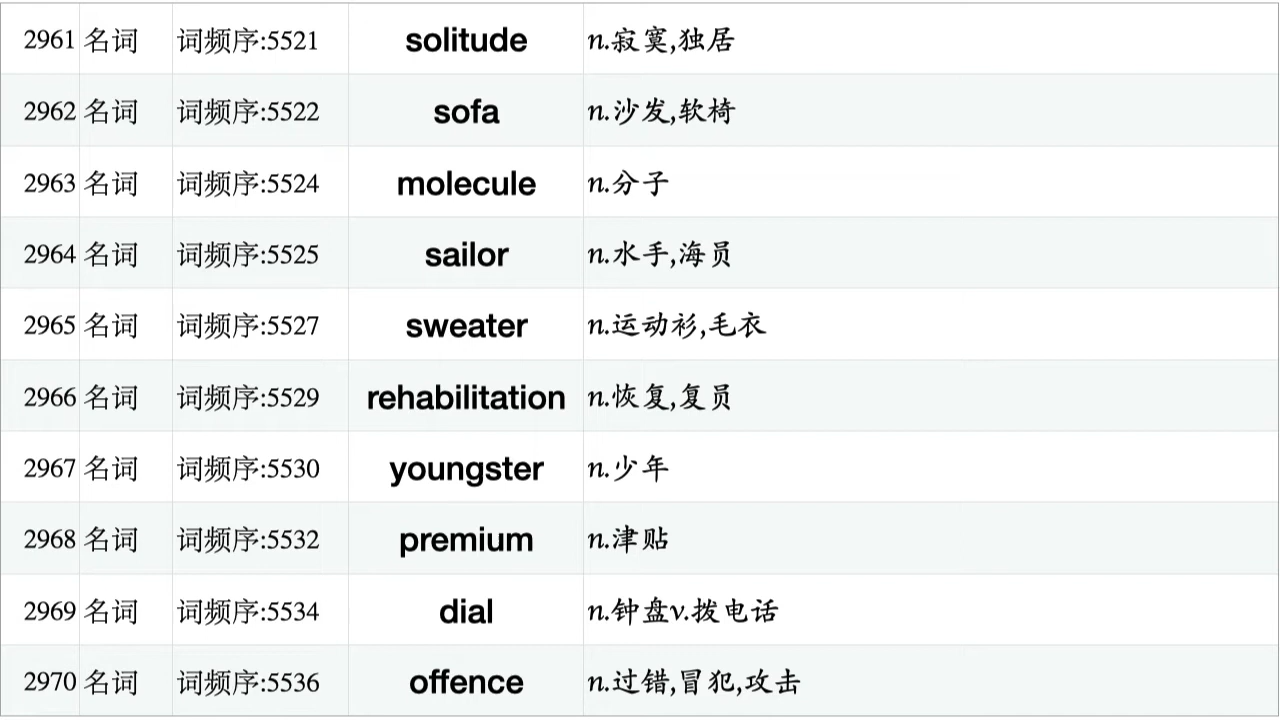 2961 名词 词频序:5521 solitude n.寂寞,独居
2962 名词 词频序:5522 sofa n.沙发,软椅
2963 名词 词频序:5524 molecule n.分子
2964 名词 词频序:5525 sailor n.水手,海员
2965 名词 词频序:5527 sweater n.运动衫,毛衣
2966 名词 词频序:5529 rehabilitation n.恢复,复员
2967 名词 词频序:5530 youngster n.少年
2968 名词 词频序:5532 premium n.津贴
2969 名词 词频序:5534 dial n.钟盘v.拨电话
2970 名词 词频序:5536 offence n.过错,冒犯,攻击